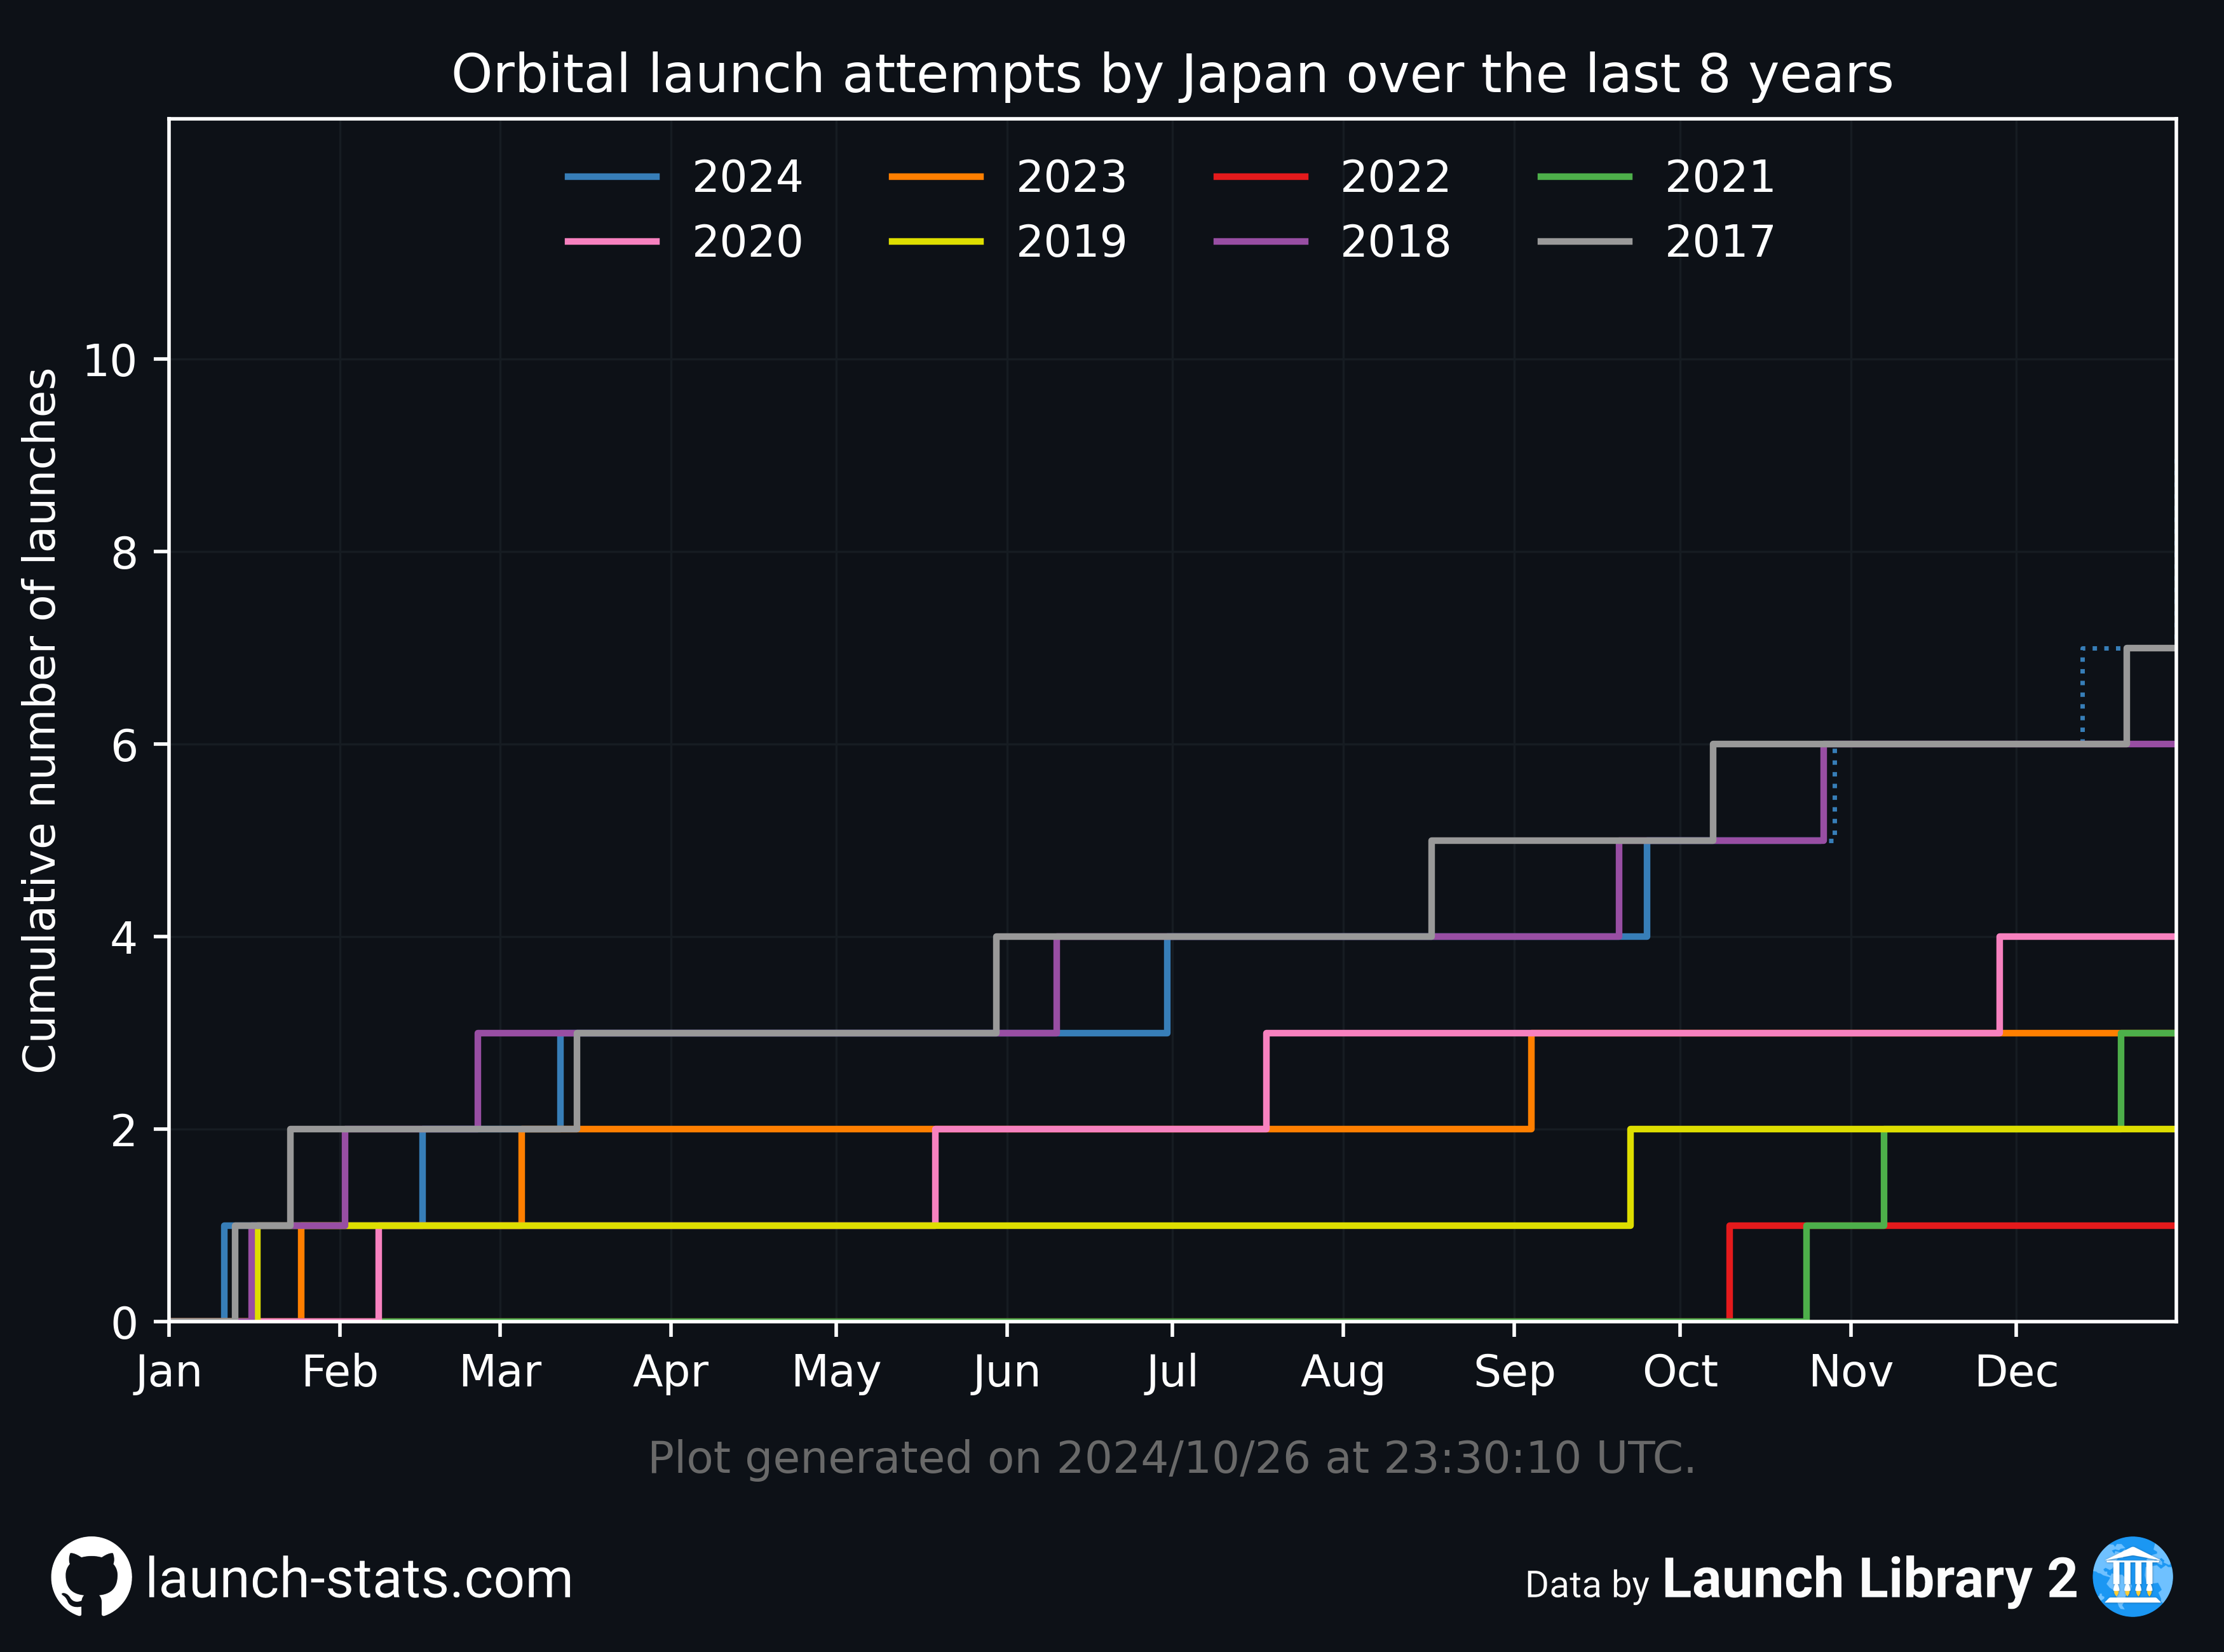 Orbital launch attempts by Japan over the last 8 years
2024 2023 2022 2021
2020 2019 2018 2017
Cumulative number of launches
10
8
6
4
2
0
Jan Feb Mar Apr May Jun Jul Aug Sep Oct Nov Dec
Plot generated on 2024/10/26 at 23:30:10 UTC.
launch-stats.com
Data by Launch Library 2